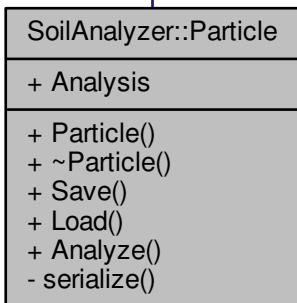 SoilAnalyzer::Particle
+ Analysis
+ Particle()
+ ~Particle()
+ Save()
+ Load()
+ Analyze()
- serialize()